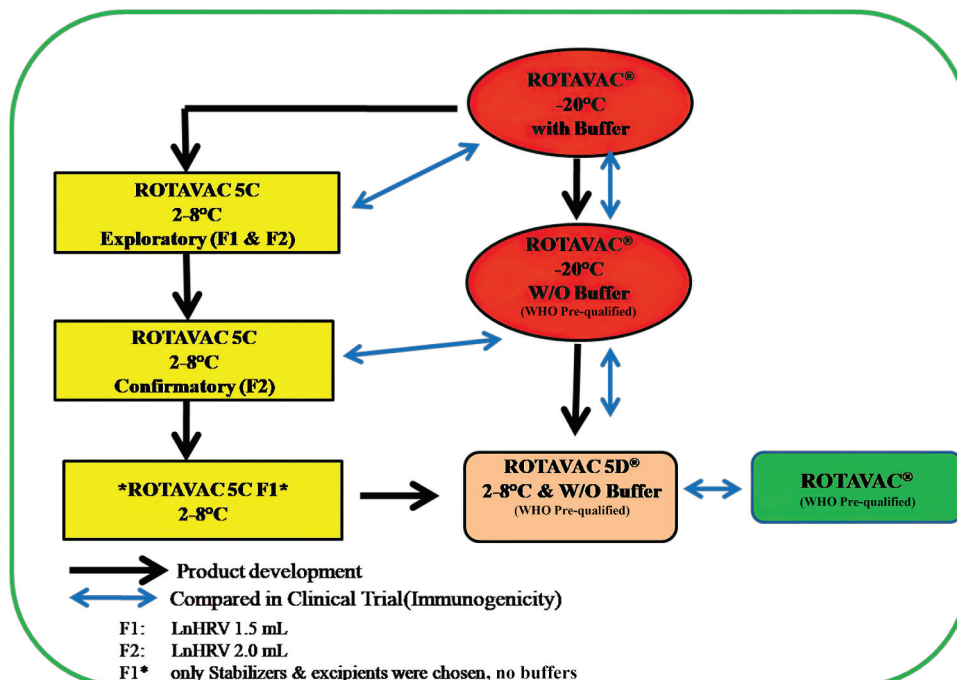 ROTAVAC®
-20°C
with Buffer
ROTAVAC 5C
2-8°C
Exploratory (F1 & F2)
ROTAVAC®
-20°C
W/O Buffer
(WHO Pre-qualified)
ROTAVAC 5C
2-8°C
Confirmatory (F2)
*ROTAVAC 5C F1*
2-8°C
ROTAVAC 5D®
2-8°C & W/O Buffer
(WHO Pre-qualified)
ROTAVAC®
(WHO Pre-qualified)
Product development
Compared in Clinical Trial(Immunogenicity)
F1: LnHRV 1.5 mL
F2: LnHRV 2.0 mL
F1* only Stabilizers & excipients were chosen, no buffers